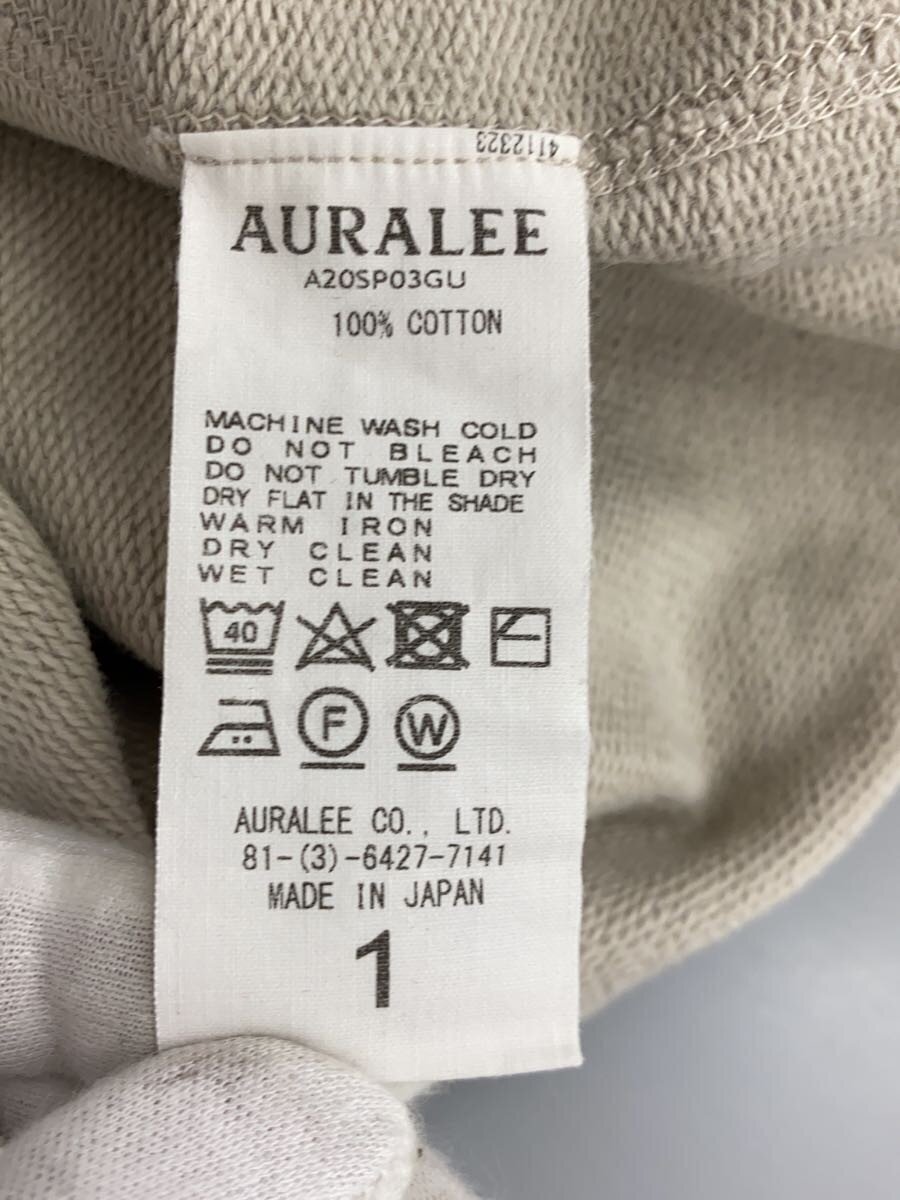 4112323
AURALEE
A20SP03GU
100% COTTON
MACHINE WASH COLD
DO NOT BLEACH
DO NOT TUMBLE DRY
DRY FLAT IN THE SHADE
WARM IRON
DRY CLEAN
WET CLEAN
40
F
W
AURALEE CO., LTD.
81-(3)-6427-7141
MADE IN JAPAN
1